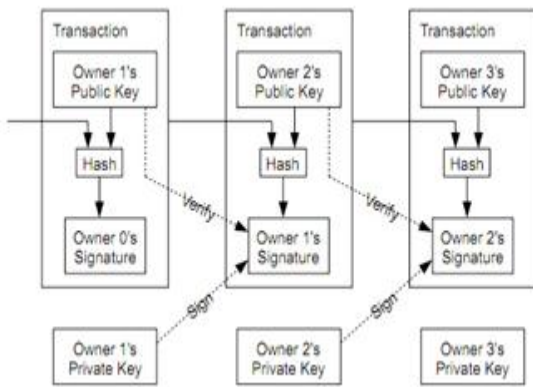 Transaction
Transaction
Transaction
Owner 1's
Public Key
Owner 2's
Public Key
Owner 3's
Public Key
Hash
Hash
Hash
Verify
Verify
Owner 0's
Signature
Owner 1's
Signature
Owner 2's
Signature
Sign
Sign
Owner 1's
Private Key
Owner 2's
Private Key
Owner 3's
Private Key